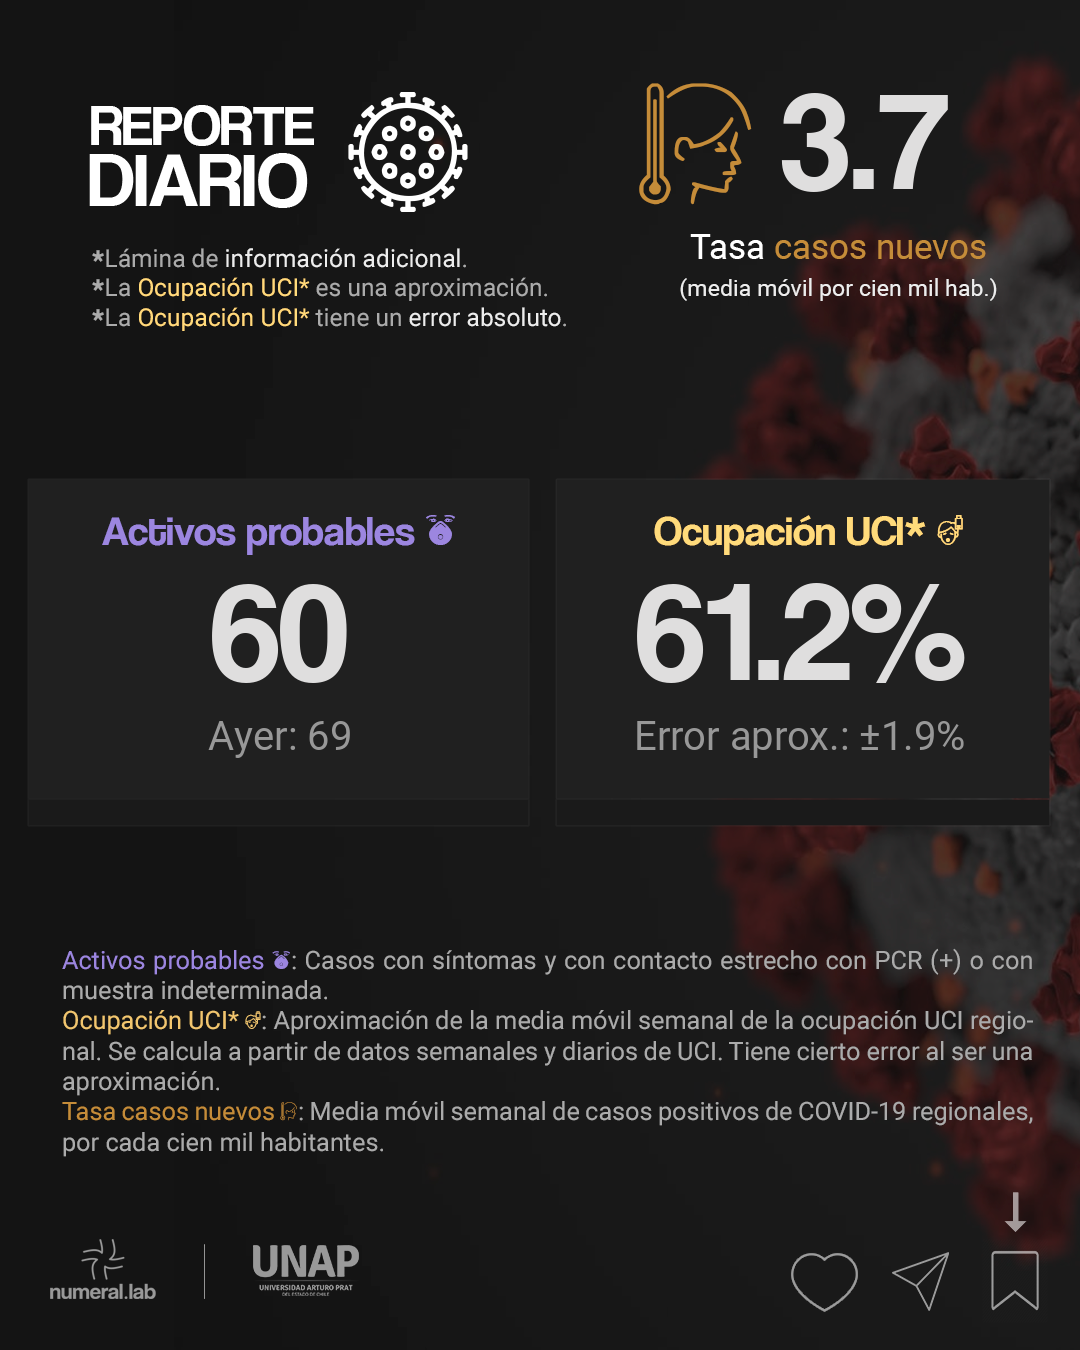 REPORTE
DIARIO
*Lámina de información adicional.
*La Ocupación UCI* es una aproximación.
*La Ocupación UCI* tiene un error absoluto.
3.7
Tasa casos nuevos
(media móvil por cien mil hab.)
Activos probables
60
Ayer: 69
Ocupación UCI*
61.2%
Error aprox.: ±1.9%
Activos probables : Casos con síntomas y con contacto estrecho con PCR (+) o con
muestra indeterminada.
Ocupación UCI* : Aproximación de la media móvil semanal de la ocupación UCI regio-
nal. Se calcula a partir de datos semanales y diarios de UCI. Tiene cierto error al ser una
aproximación.
Tasa casos nuevos : Media móvil semanal de casos positivos de COVID-19 regionales,
por cada cien mil habitantes.
numeral.lab
UNAP
UNIVERSIDAD ARTURO PRAT
DEL ESTADO DE CHILE